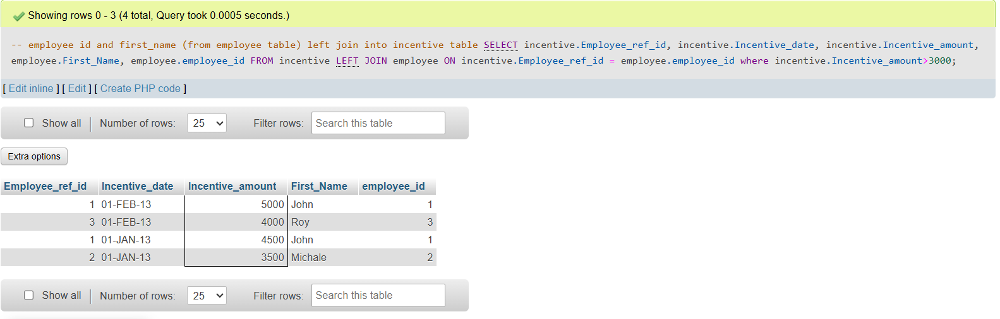 Showing rows 0 - 3 (4 total, Query took 0.0005 seconds.)
-- employee id and first_name (from employee table) left join into incentive table SELECT incentive.Employee_ref_id, incentive.Incentive_date, incentive.Incentive_amount,
employee.First_Name, employee.employee_id FROM incentive LEFT JOIN employee ON incentive.Employee_ref_id = employee.employee_id where incentive.Incentive_amount>3000;
[ Edit inline ] [ Edit ] [ Create PHP code ]
Show all Number of rows: 25 Filter rows: Search this table
Extra options
Employee_ref_id Incentive_date Incentive_amount First_Name employee_id
1 01-FEB-13 5000 John 1
3 01-FEB-13 4000 Roy 3
1 01-JAN-13 4500 John 1
2 01-JAN-13 3500 Michale 2
Show all Number of rows: 25 Filter rows: Search this table